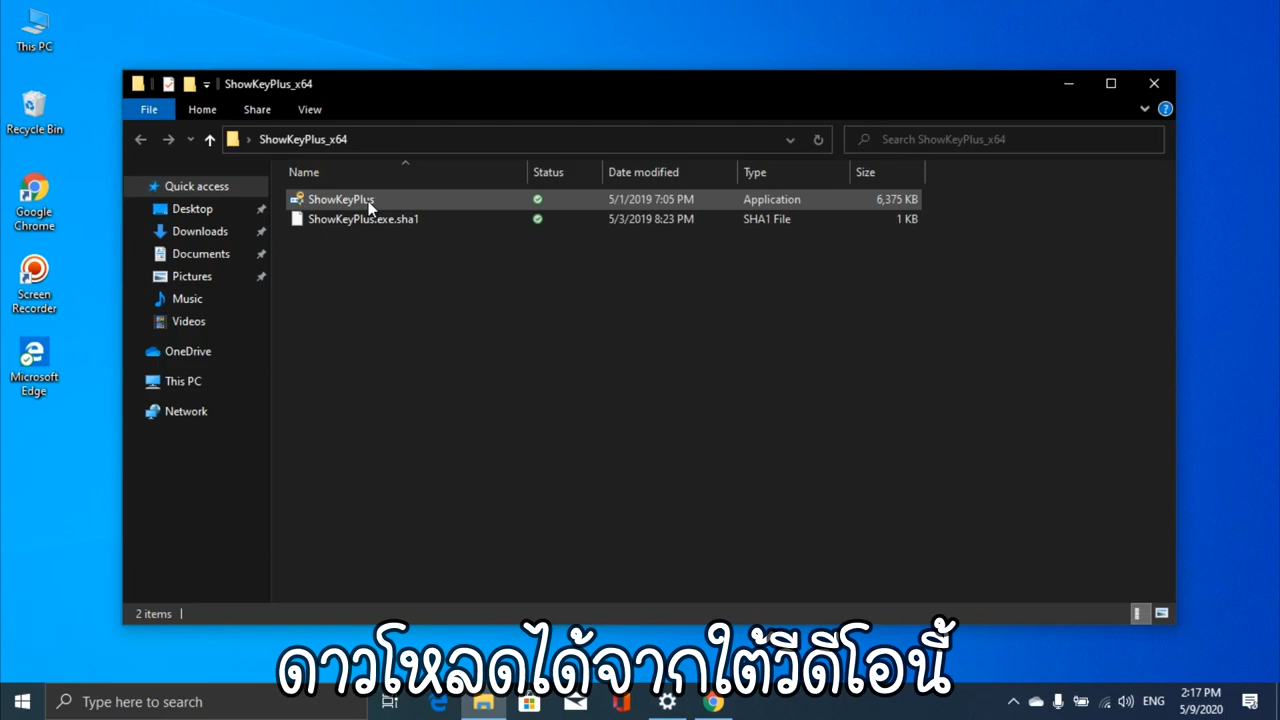 This PC
Recycle Bin
Google
Chrome
Screen
Recorder
Microsoft
Edge
ShowKeyPlus_x64
File Home Share View
ShowKeyPlus_x64
Search ShowKeyPlus_x64
Name Status Date modified Type Size
ShowKeyPlus 5/1/2019 7:05 PM Application 6,375 KB
ShowKeyPlus.exe.sha1 5/3/2019 8:23 PM SHA1 File 1 KB
Quick access
Desktop
Downloads
Documents
Pictures
Music
Videos
OneDrive
This PC
Network
2 items
ดาวโหลดได้จากใต้วีดีโอนี้
Type here to search
ENG
2:17 PM
5/9/2020